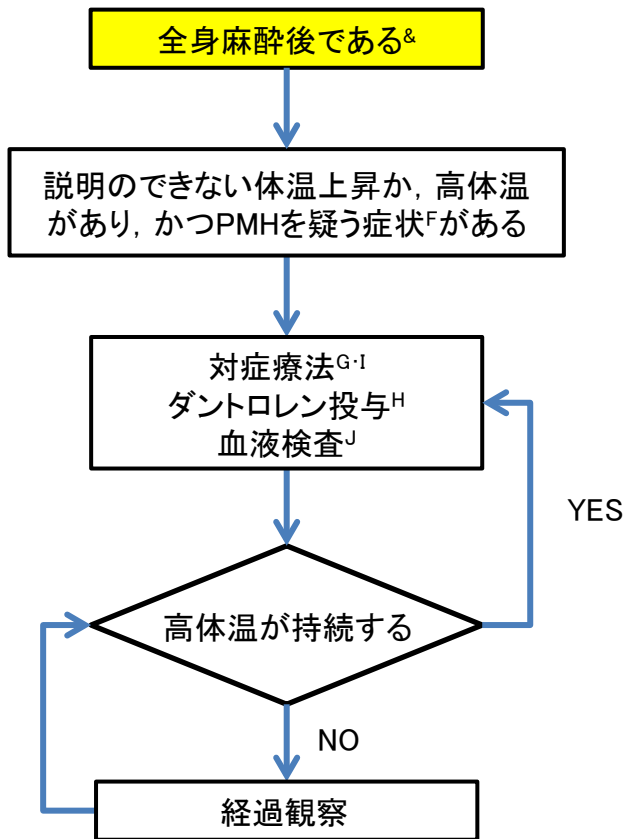 全身麻酔後である&
説明のできない体温上昇か，高体温
があり，かつPMHを疑う症状Fがある
対症療法G･I
ダントロレン投与H
血液検査J
YES
高体温が持続する
NO
経過観察